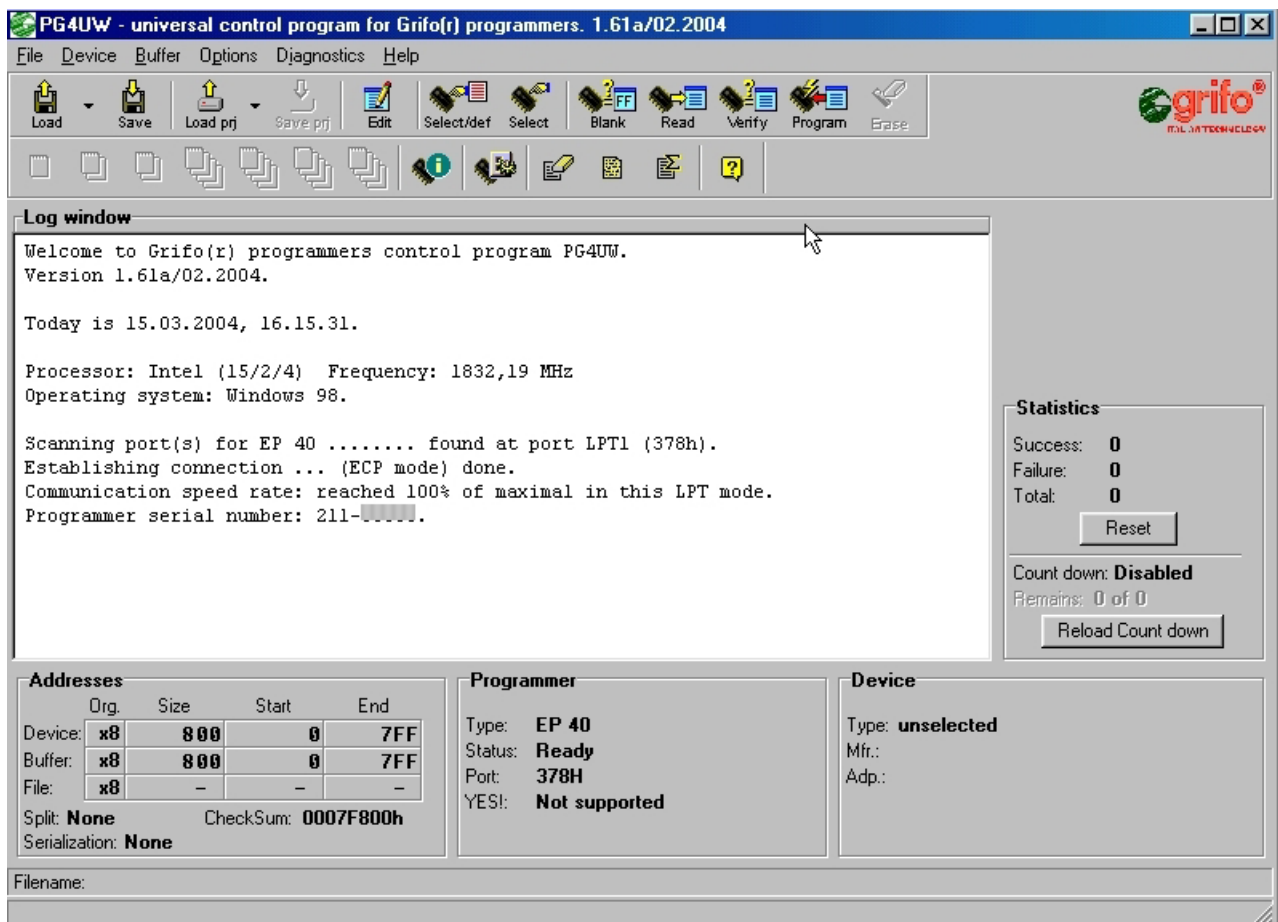 PG4UW - universal control program for Grifo(r) programmers. 1.61a/02.2004
File Device Buffer Options Diagnostics Help
Load Save Load prj Save prj Edit Select/def Select Blank Read Verify Program Erase
grifo®
ITALIAN TECHNOLOGY
Log window
Welcome to Grifo(r) programmers control program PG4UW.
Version 1.61a/02.2004.
Today is 15.03.2004, 16.15.31.
Processor: Intel (15/2/4) Frequency: 1832,19 MHz
Operating system: Windows 98.
Scanning port(s) for EP 40 ........ found at port LPT1 (378h).
Establishing connection ... (ECP mode) done.
Communication speed rate: reached 100% of maximal in this LPT mode.
Programmer serial number: 211-
Statistics
Success: 0
Failure: 0
Total: 0
Reset
Count down: Disabled
Remains: 0 of 0
Reload Count down
Addresses
Org. Size Start End
Device: x8 800 0 7FF
Buffer: x8 800 0 7FF
File: x8 - - -
Split: None CheckSum: 0007F800h
Serialization: None
Programmer
Type: EP 40
Status: Ready
Port: 378H
YES!: Not supported
Device
Type: unselected
Mfr.:
Adp.:
Filename: